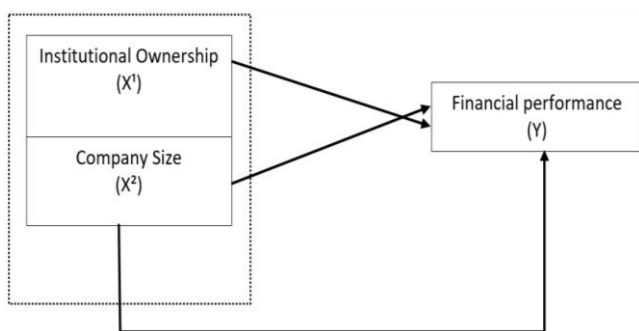 Institutional Ownership
(X¹)
Company Size
(X²)
Financial performance
(Y)